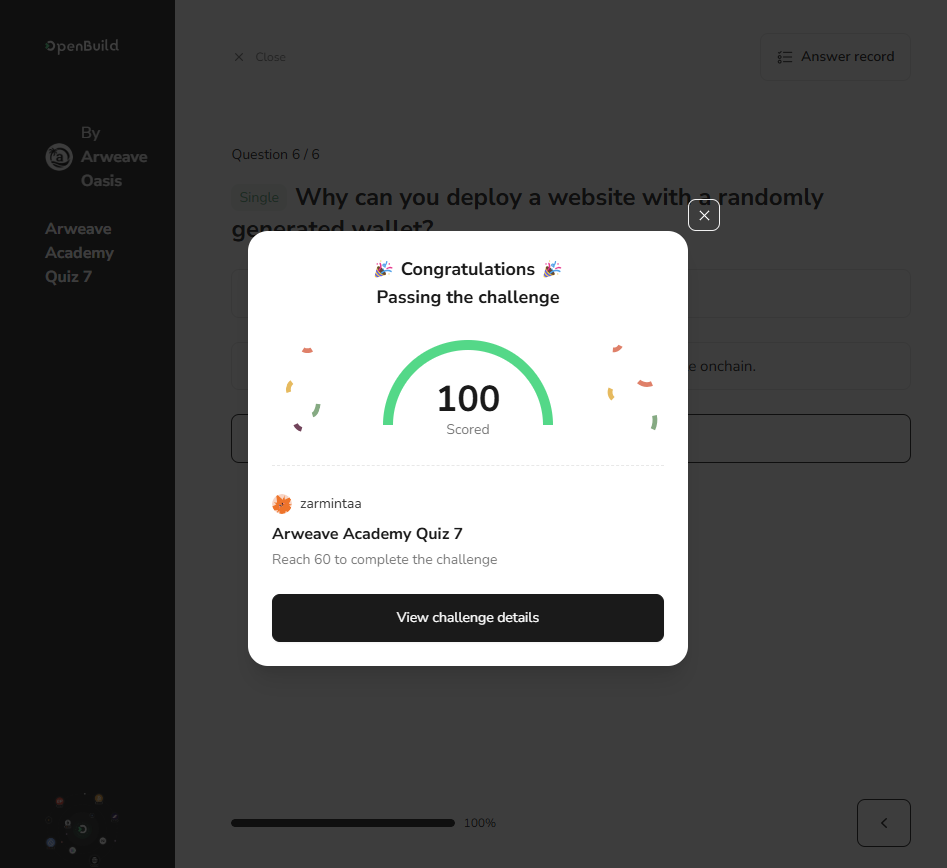 OpenBuild
By
Arweave
Oasis
Arweave
Academy
Quiz 7
Close
Answer record
Question 6 / 6
Single Why can you deploy a website with a randomly
generated wallet?
Congratulations
Passing the challenge
100
Scored
onchain.
zarmintaa
Arweave Academy Quiz 7
Reach 60 to complete the challenge
View challenge details
100%